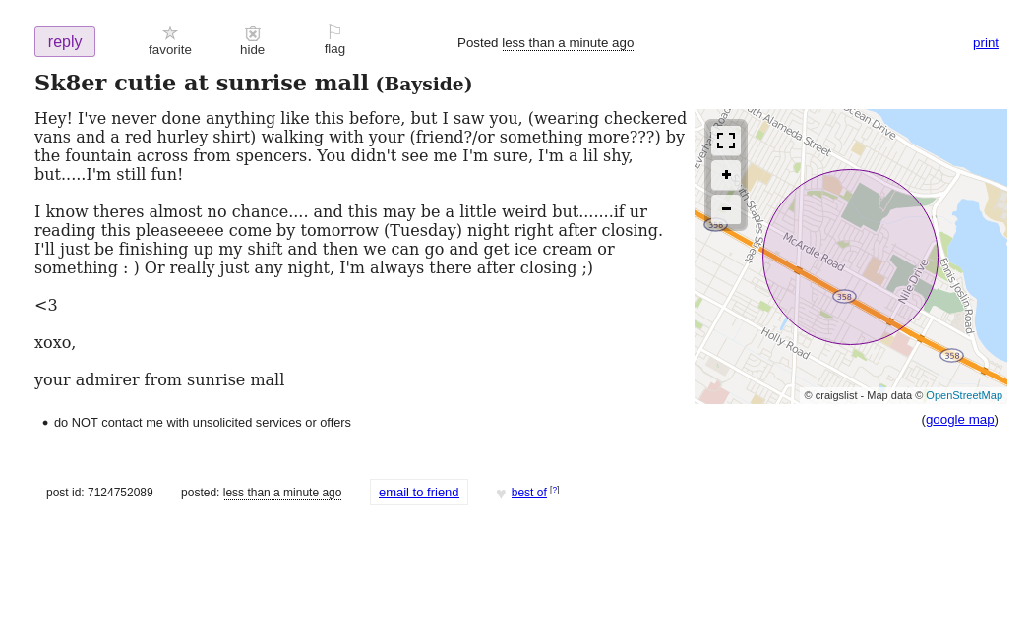 reply
favorite
hide
flag
Posted less than a minute ago
print
Sk8er cutie at sunrise mall (Bayside)
Hey! I've never done anything like this before, but I saw you, (wearing checkered
vans and a red hurley shirt) walking with your (friend?/or something more???) by
the fountain across from spencers. You didn't see me I'm sure, I'm a lil shy,
but.....I'm still fun!
I know theres almost no chance.... and this may be a little weird but.......if ur
reading this pleaseeeee come by tomorrow (Tuesday) night right after closing.
I'll just be finishing up my shift and then we can go and get ice cream or
something : ) Or really just any night, I'm always there after closing ;)
<3
xoxo,
your admirer from sunrise mall
Alameda Street
Ocean Drive
McArdle Road
Nile Drive
Ennis Joslin Road
Holly Road
358
358
358
© craigslist - Map data © OpenStreetMap
(google map)
• do NOT contact me with unsolicited services or offers
post id: 7124752089
posted: less than a minute ago
email to friend
♥ best of [?]